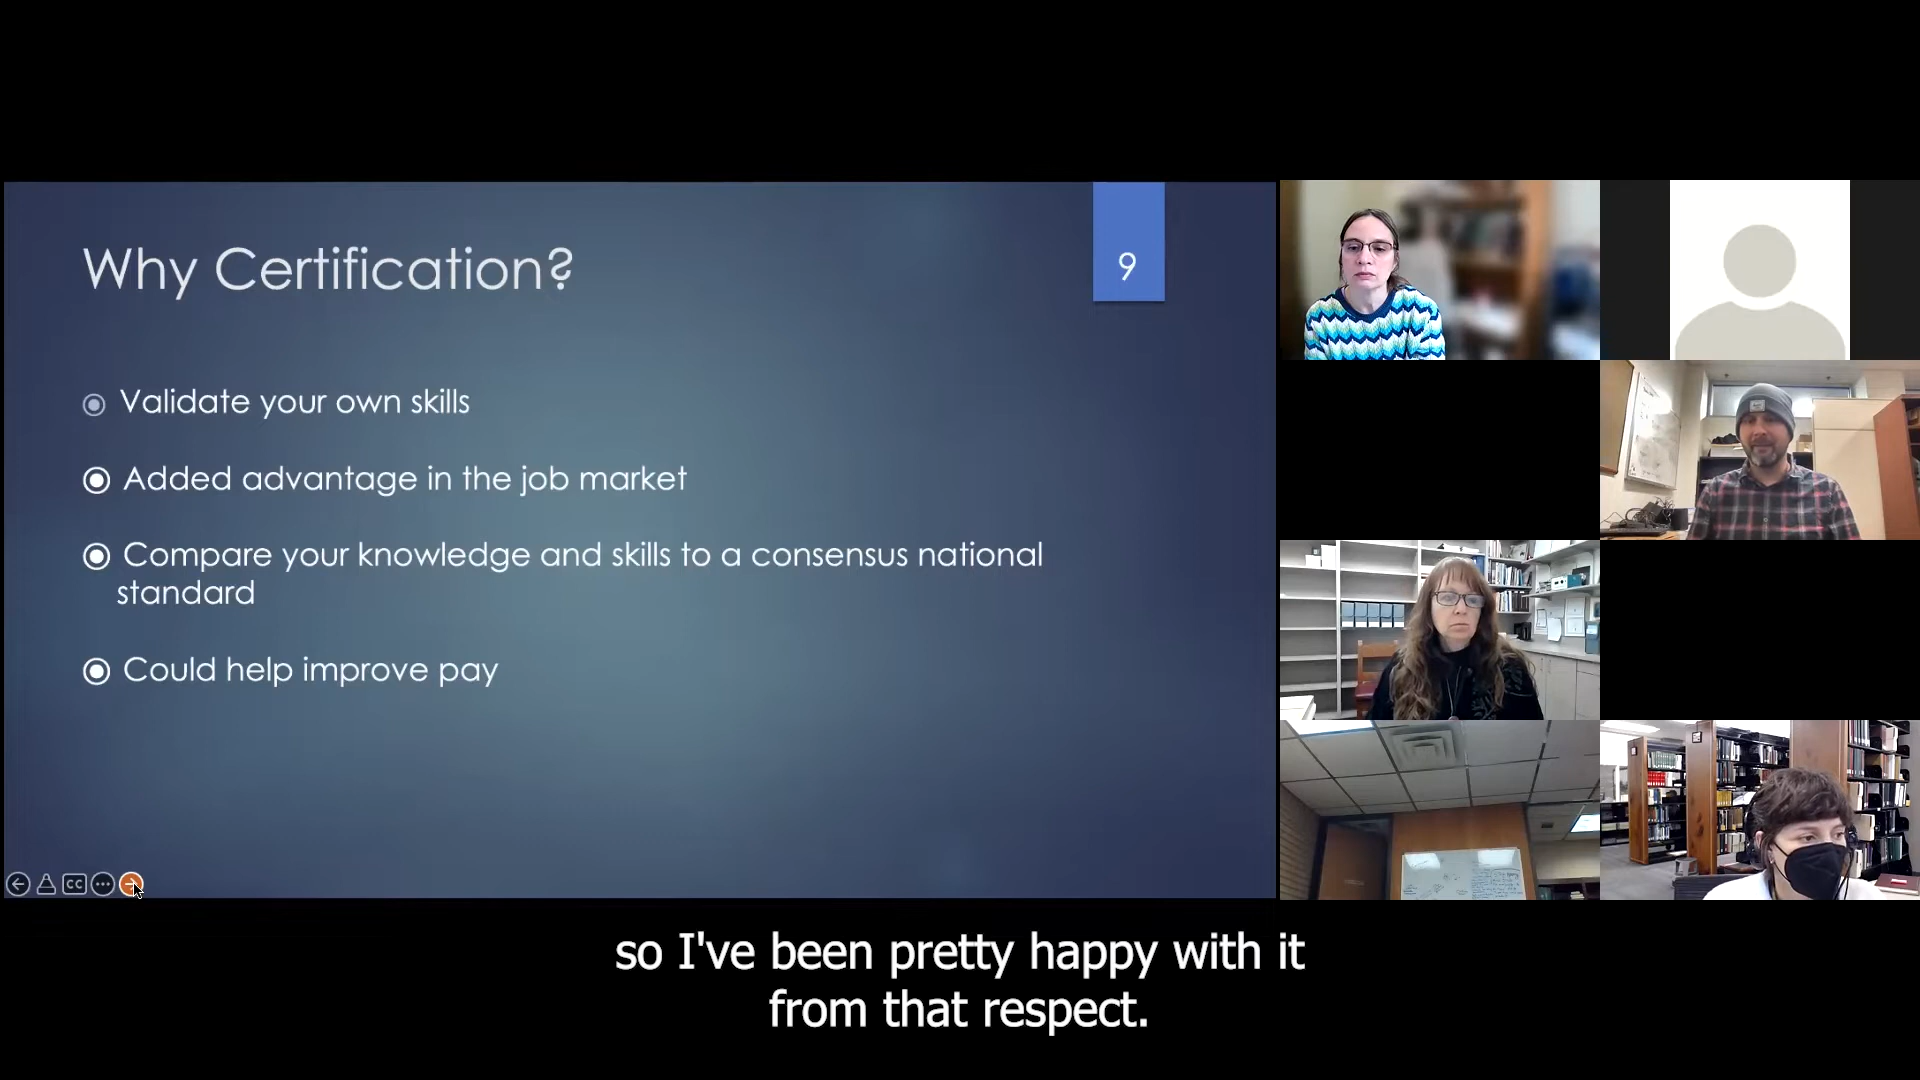 Why Certification?
9
Validate your own skills
Added advantage in the job market
Compare your knowledge and skills to a consensus national
standard
Could help improve pay
CC
so I've been pretty happy with it
from that respect.